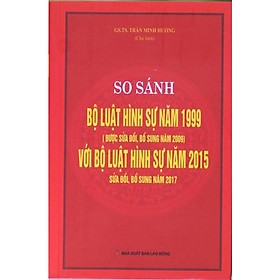 GS.TS. TRẦN MINH HƯỞNG
(Chủ biên)
SO SÁNH
BỘ LUẬT HÌNH SỰ NĂM 1999
( ĐƯỢC SỬA ĐỔI, BỔ SUNG NĂM 2009)
VỚI BỘ LUẬT HÌNH SỰ NĂM 2015
SỬA ĐỔI, BỔ SUNG NĂM 2017
NHÀ XUẤT BẢN LAO ĐỘNG